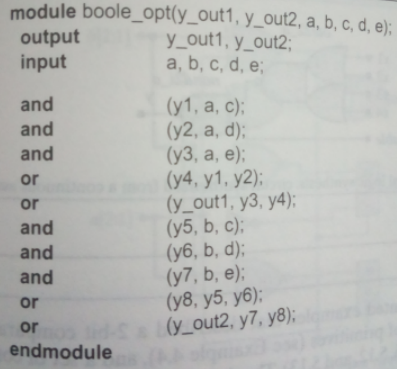 module boole_opt(y_out1, y_out2, a, b, c, d, e);
output y_out1, y_out2;
input a, b, c, d, e;
and (y1, a, c);
and (y2, a, d);
and (y3, a, e);
or (y4, y1, y2);
or (y_out1, y3, y4);
and (y5, b, c);
and (y6, b, d);
and (y7, b, e);
or (y8, y5, y6);
or (y_out2, y7, y8);
endmodule